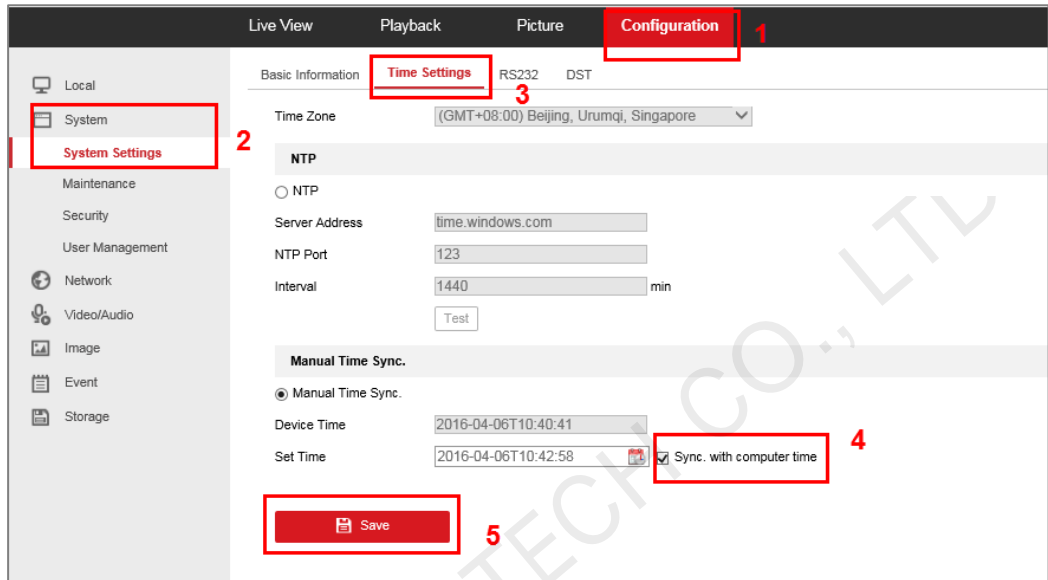 Live View Playback Picture Configuration 1
Basic Information Time Settings RS232 DST
3
Local
System
2
System Settings
Maintenance
Security
User Management
Network
Video/Audio
Image
Event
Storage
Time Zone (GMT+08:00) Beijing, Urumqi, Singapore
NTP
NTP
Server Address time.windows.com
NTP Port 123
Interval 1440 min
Test
Manual Time Sync.
Manual Time Sync.
Device Time 2016-04-06T10:40:41
Set Time 2016-04-06T10:42:58 Sync. with computer time 4
Save 5
TECH CO., LTD